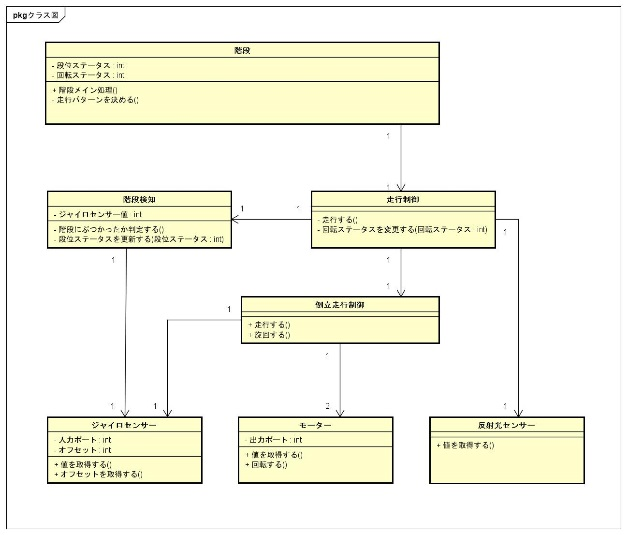 pkgクラス図
階段
- 段位ステータス : int
- 回転ステータス : int
+ 階段メイン処理()
- 走行パターンを決める()
1
1
階段検知
- ジャイロセンサー値 : int
- 階段にぶつかったか判定する()
- 段位ステータスを更新する(段位ステータス : int)
1
1
走行制御
- 走行する()
- 回転ステータスを変更する(回転ステータス : int)
1
1
1
1
倒立走行制御
+ 走行する()
+ 旋回する()
1
1
1
1
2
1
ジャイロセンサー
- 入力ポート : int
- オフセット : int
+ 値を取得する()
+ オフセットを取得する()
モーター
- 出力ポート : int
+ 値を取得する()
+ 回転する()
反射光センサー
+ 値を取得する()